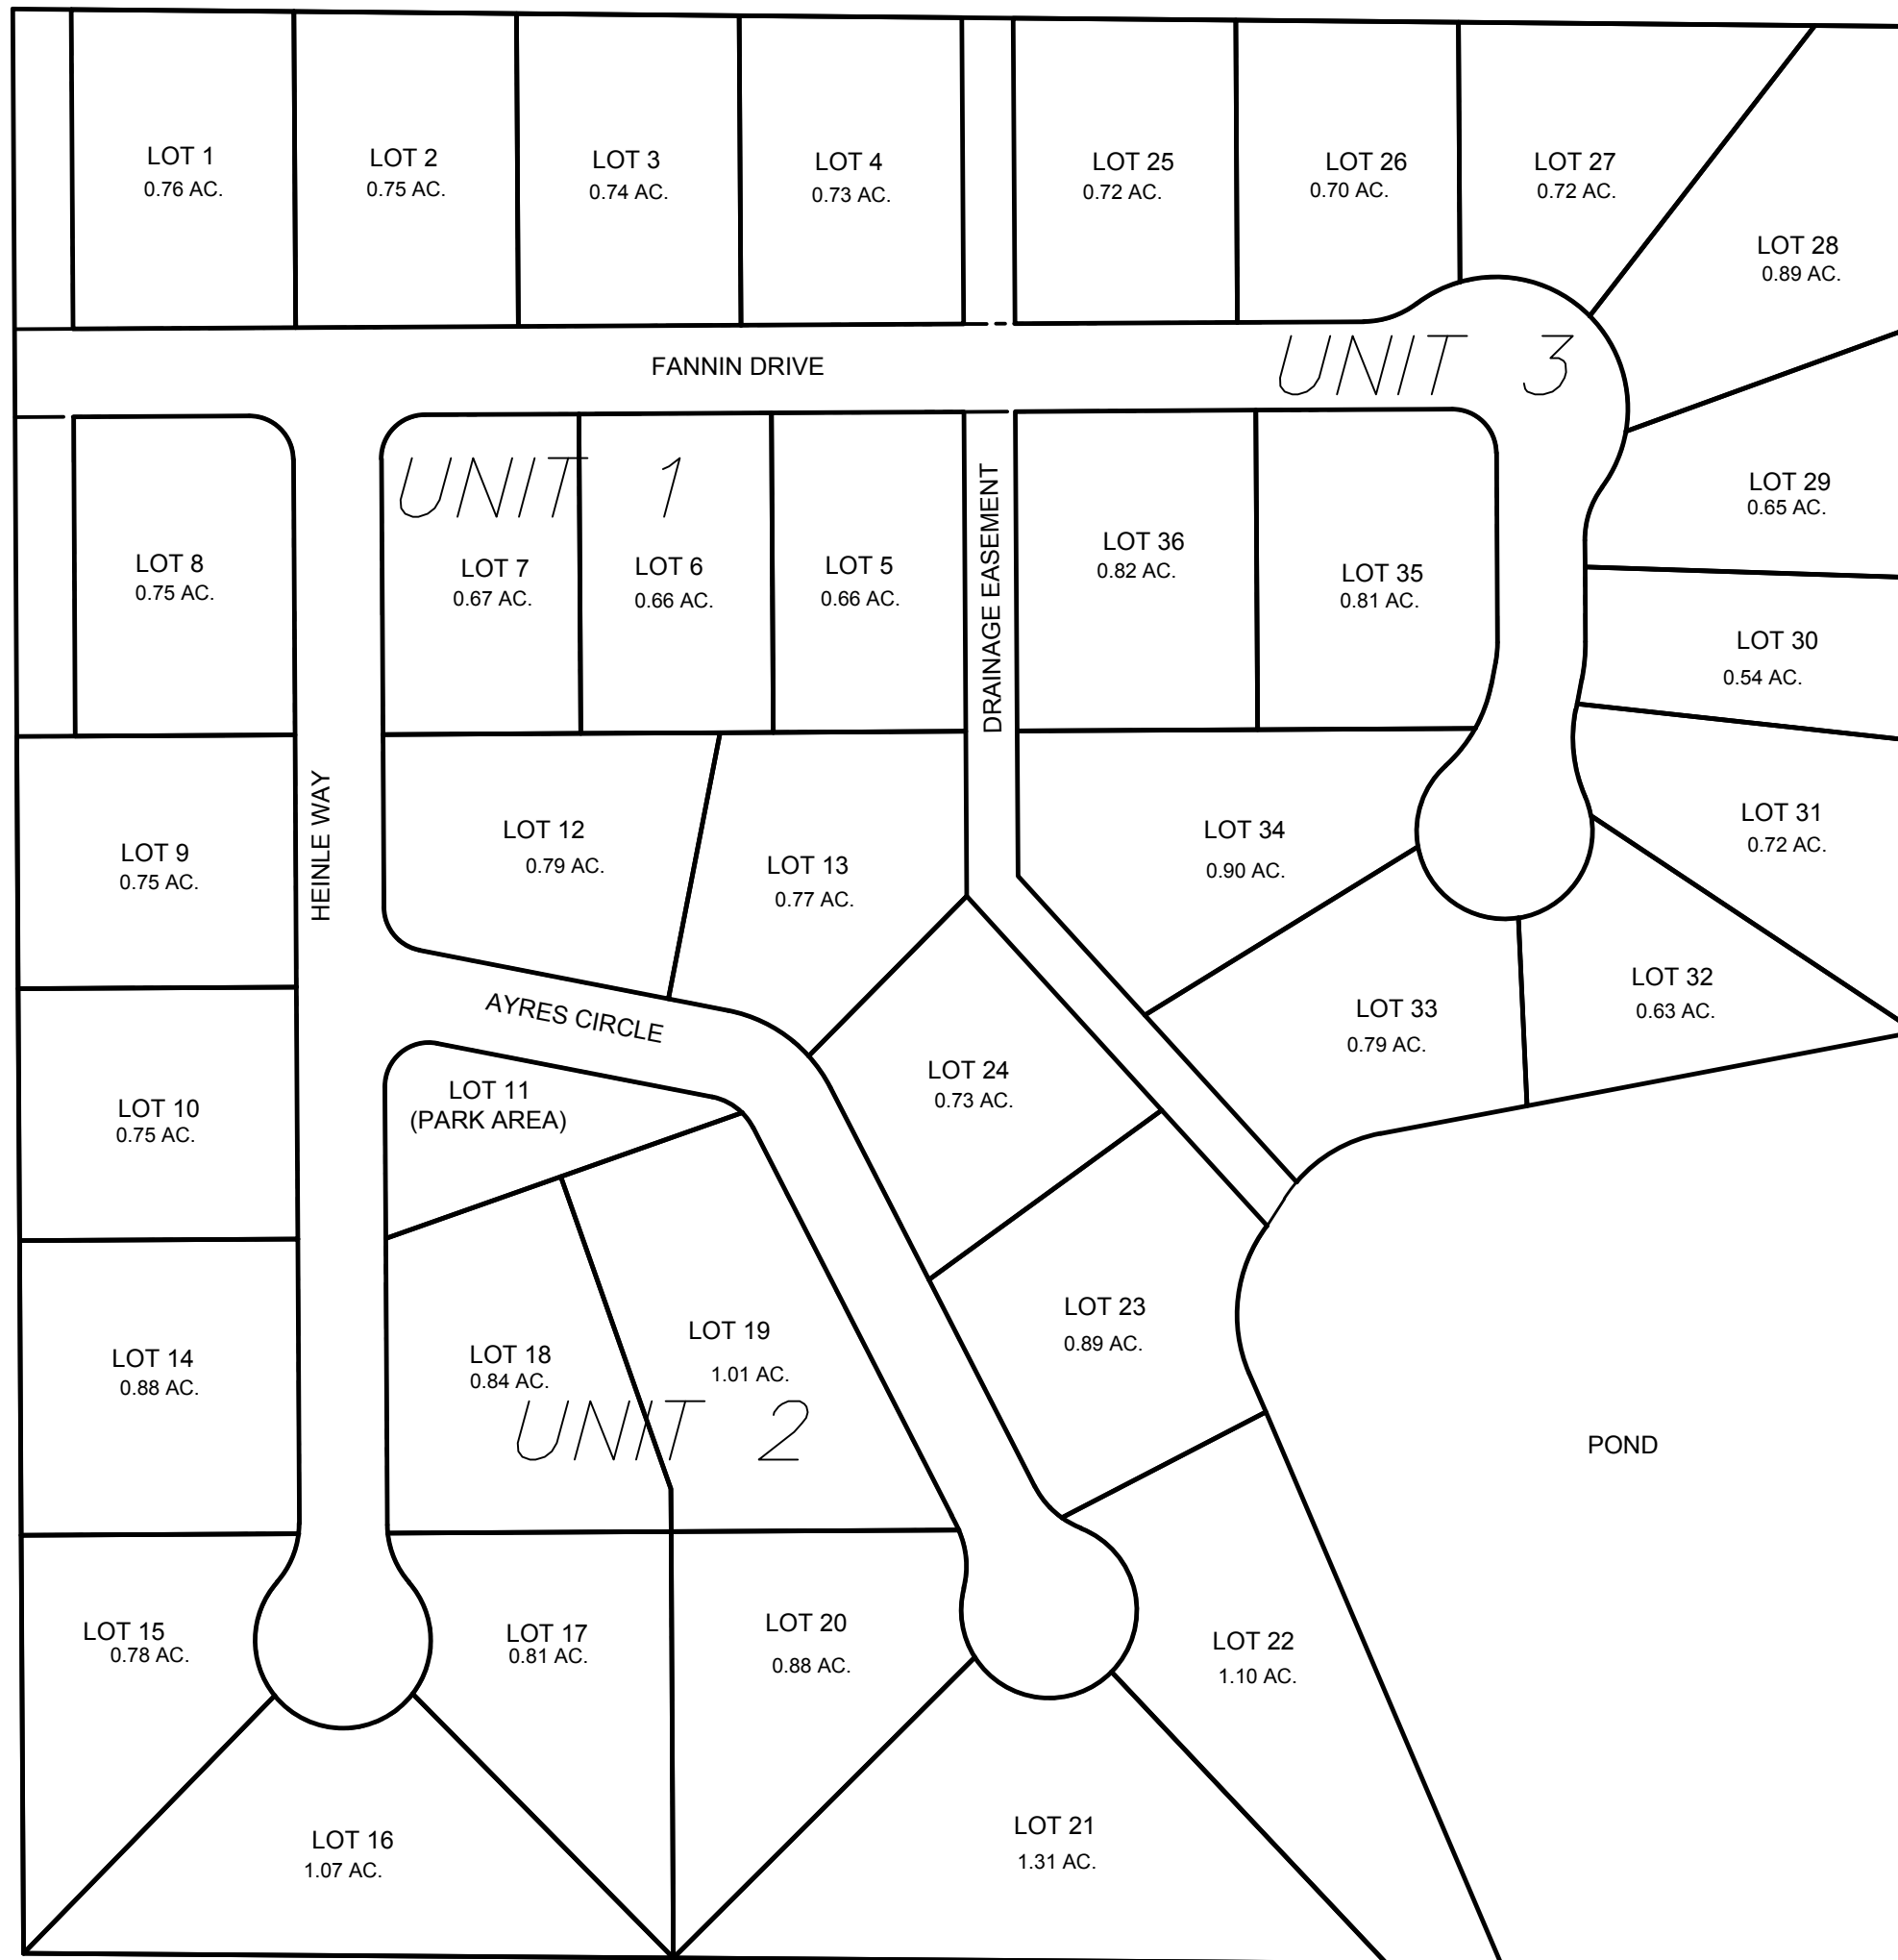 LOT 1
0.76 AC.
LOT 2
0.75 AC.
LOT 3
0.74 AC.
LOT 4
0.73 AC.
LOT 25
0.72 AC.
LOT 26
0.70 AC.
LOT 27
0.72 AC.
LOT 28
0.89 AC.
FANNIN DRIVE
UNIT 3
UNIT 1
LOT 8
0.75 AC.
LOT 7
0.67 AC.
LOT 6
0.66 AC.
LOT 5
0.66 AC.
DRAINAGE EASEMENT
LOT 36
0.82 AC.
LOT 35
0.81 AC.
LOT 29
0.65 AC.
LOT 30
0.54 AC.
HEINLE WAY
LOT 9
0.75 AC.
LOT 12
0.79 AC.
LOT 13
0.77 AC.
LOT 34
0.90 AC.
LOT 31
0.72 AC.
AYRES CIRCLE
LOT 33
0.79 AC.
LOT 32
0.63 AC.
LOT 10
0.75 AC.
LOT 11
(PARK AREA)
LOT 24
0.73 AC.
LOT 14
0.88 AC.
LOT 18
0.84 AC.
LOT 19
1.01 AC.
LOT 23
0.89 AC.
UNIT 2
POND
LOT 15
0.78 AC.
LOT 17
0.81 AC.
LOT 20
0.88 AC.
LOT 22
1.10 AC.
LOT 16
1.07 AC.
LOT 21
1.31 AC.